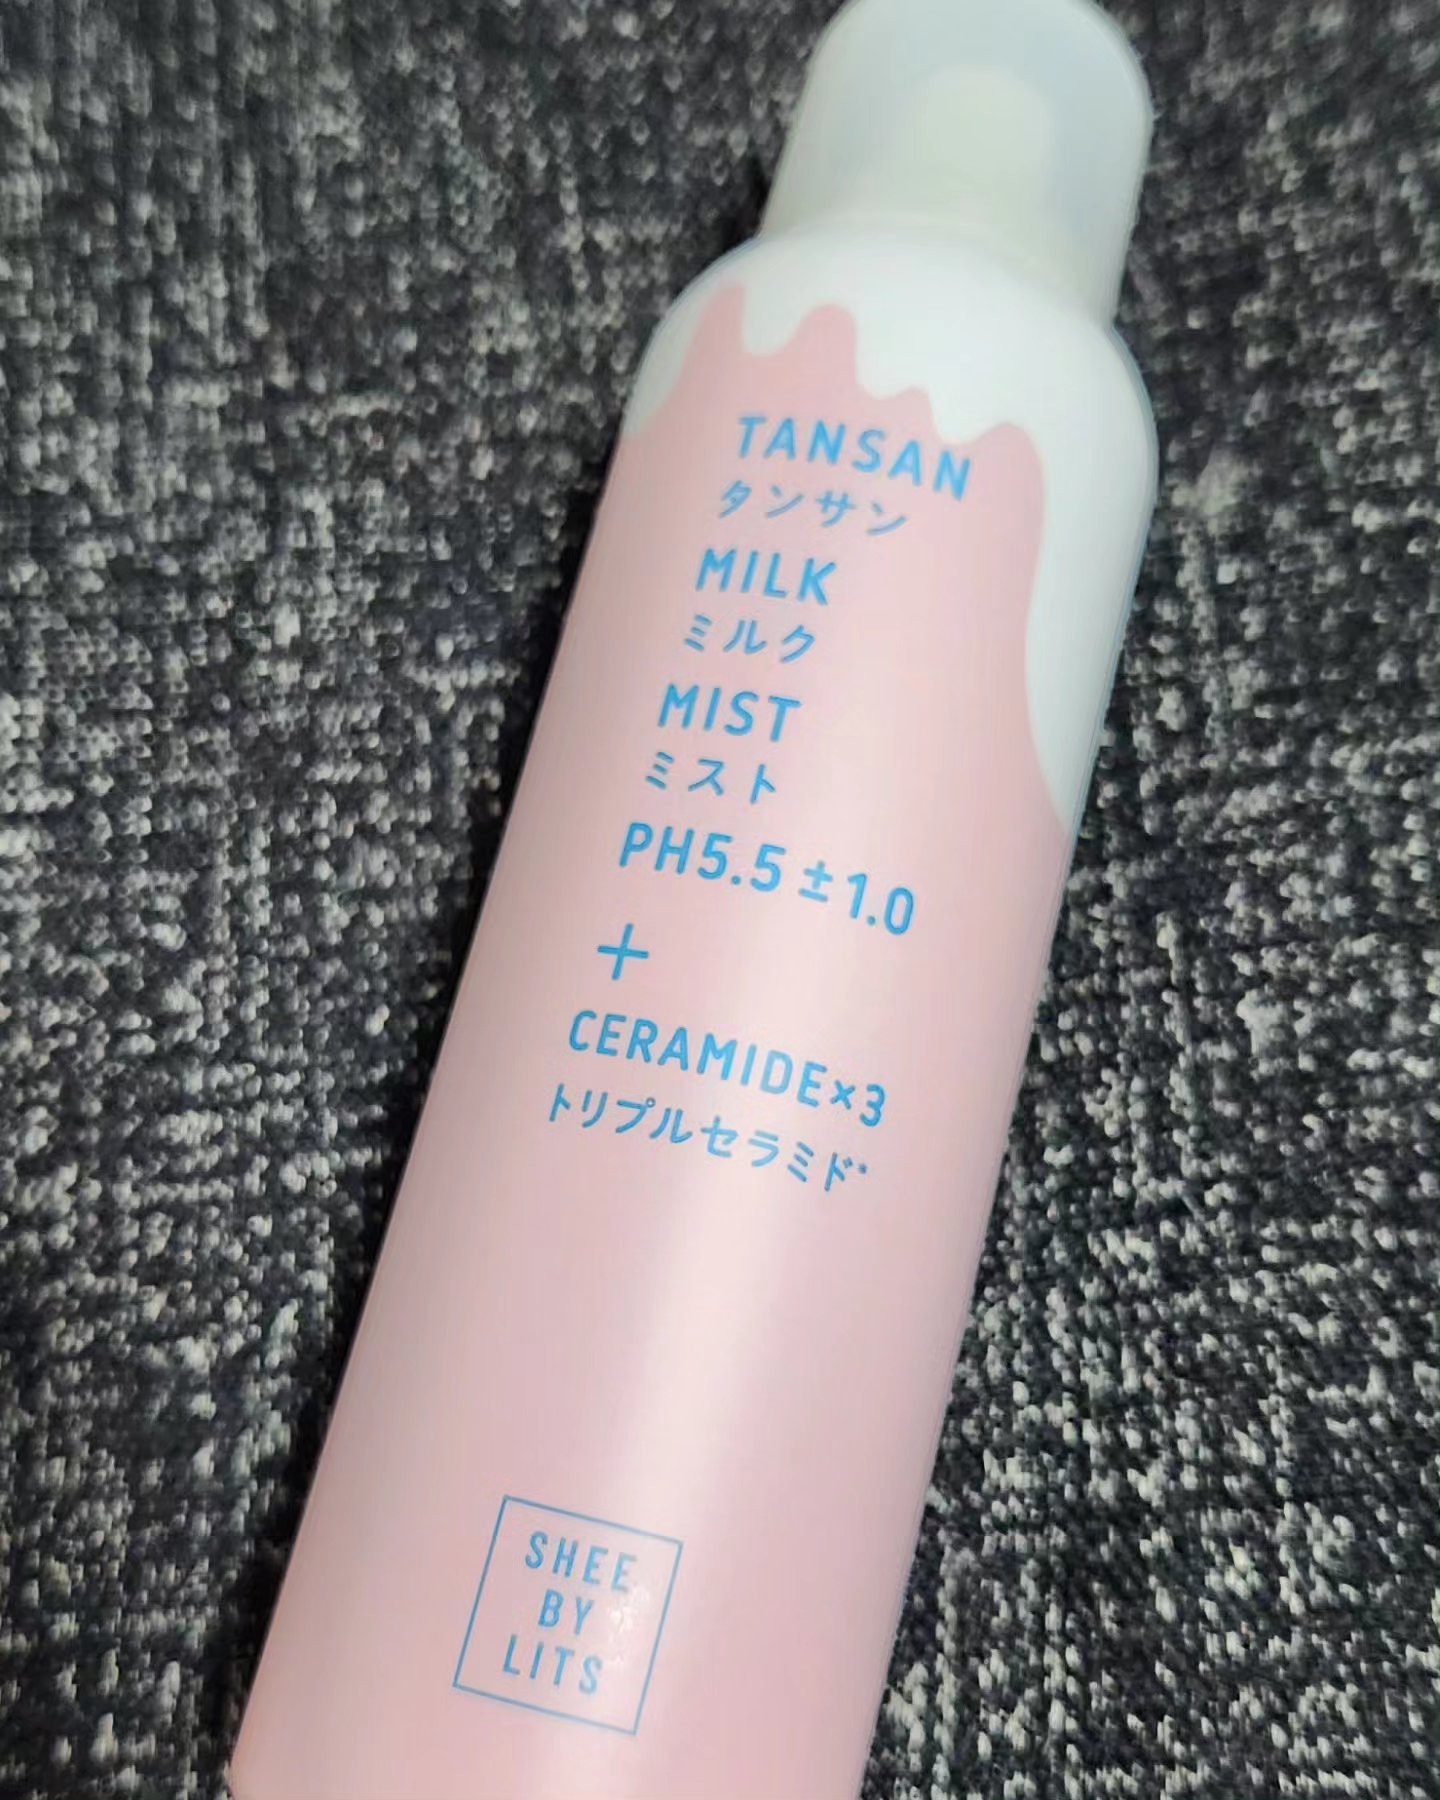 TANSAN
タンサン
MILK
ミルク
MIST
ミスト
PH5.5±1.0
+
CERAMIDE×3
トリプルセラミド*
SHEE
BY
LITS